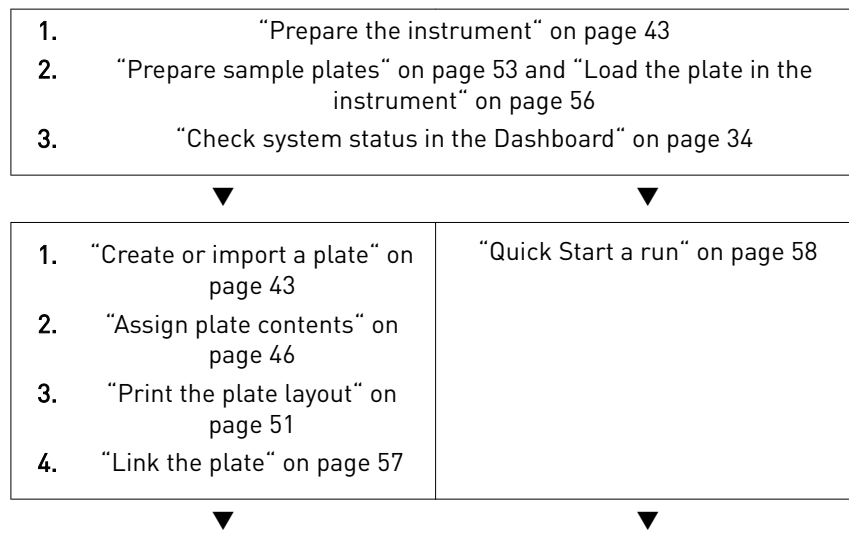 1. “Prepare the instrument“ on page 43
2. “Prepare sample plates“ on page 53 and “Load the plate in the
instrument“ on page 56
3. “Check system status in the Dashboard“ on page 34
▼ ▼
1. “Create or import a plate“ on
page 43
2. “Assign plate contents“ on
page 46
3. “Print the plate layout“ on
page 51
4. “Link the plate“ on page 57
“Quick Start a run“ on page 58
▼ ▼